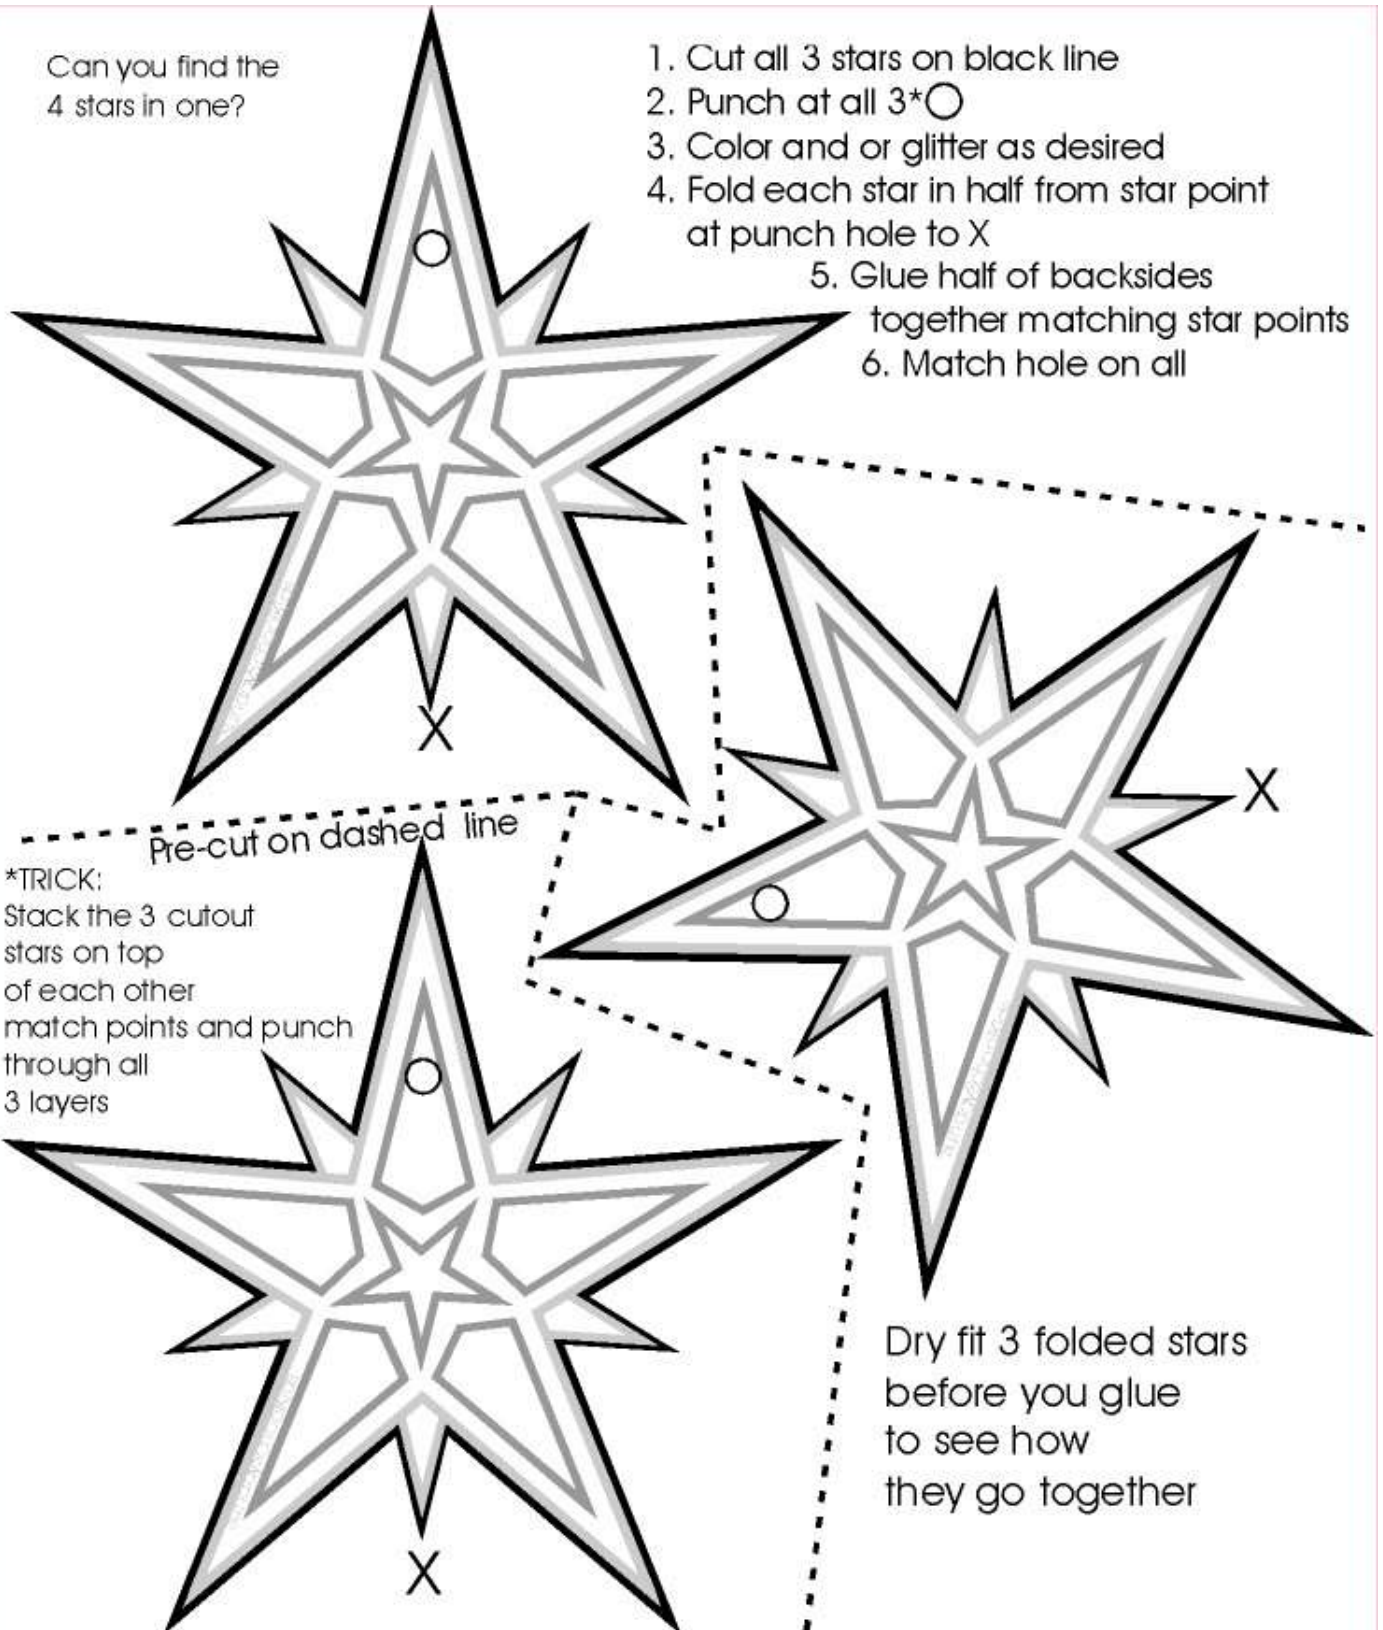 Can you find the
4 stars in one?
1. Cut all 3 stars on black line
2. Punch at all 3*
3. Color and or glitter as desired
4. Fold each star in half from star point
at punch hole to X
5. Glue half of backsides
together matching star points
6. Match hole on all
X
X
Pre-cut on dashed line
*TRICK:
Stack the 3 cutout
stars on top
of each other
match points and punch
through all
3 layers
Dry fit 3 folded stars
before you glue
to see how
they go together
X